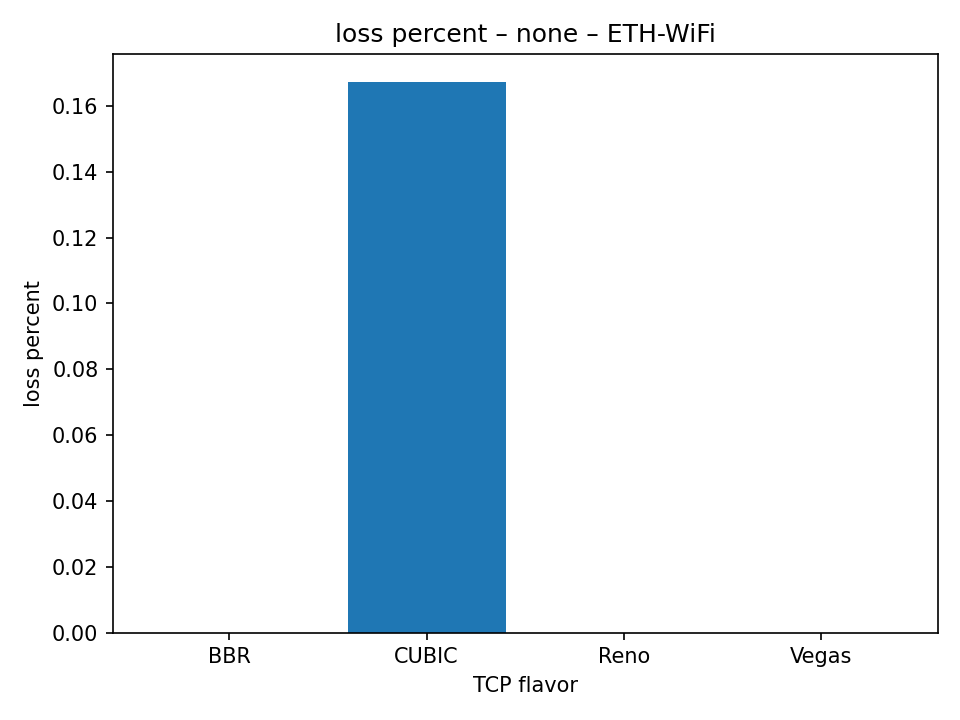 loss percent – none – ETH-WiFi
loss percent
0.16
0.14
0.12
0.10
0.08
0.06
0.04
0.02
0.00
BBR CUBIC Reno Vegas
TCP flavor